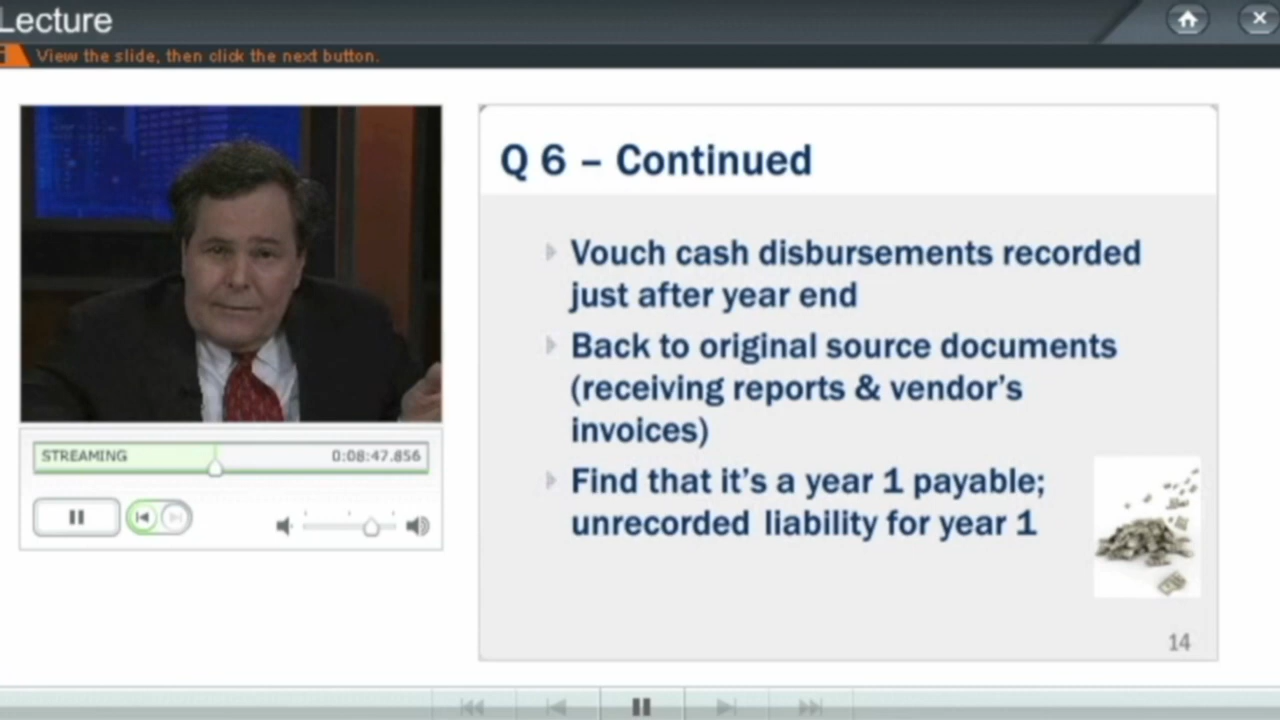 Lecture
View the slide, then click the next button.
Q 6 – Continued
Vouch cash disbursements recorded
just after year end
Back to original source documents
(receiving reports & vendor's
invoices)
Find that it's a year 1 payable;
unrecorded liability for year 1
STREAMING 0:08:47.856
14